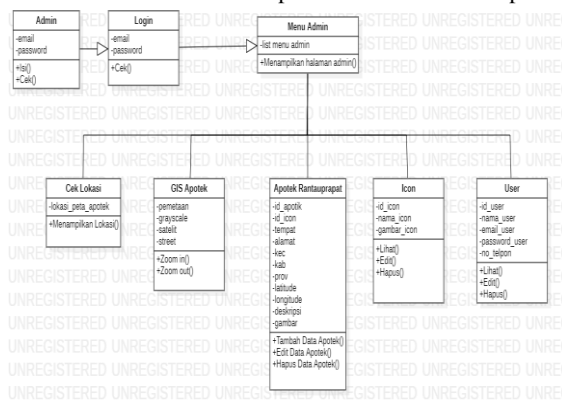 Admin
-email
-password
+Isi()
+Cek()
Login
-email
-password
+Cek()
Menu Admin
-list menu admin
+Menampilkan halaman admin()
Cek Lokasi
-lokasi_peta_apotek
+Menampilkan Lokasi()
GIS Apotek
-pemetaan
-grayscale
-satelit
-street
+Zoom in()
+Zoom out()
Apotek Rantauprapat
-id_apotik
-id_icon
-tempat
-alamat
-kec
-kab
-prov
-latitude
-longitude
-deskripsi
-gambar
+Tambah Data Apotek()
+Edit Data Apotek()
+Hapus Data Apotek()
Icon
-id_icon
-nama_icon
-gambar_icon
+Lihat()
+Edit()
+Hapus()
User
-id_user
-nama_user
-email_user
-password_user
-no_telpon
+Lihat()
+Edit()
+Hapus()